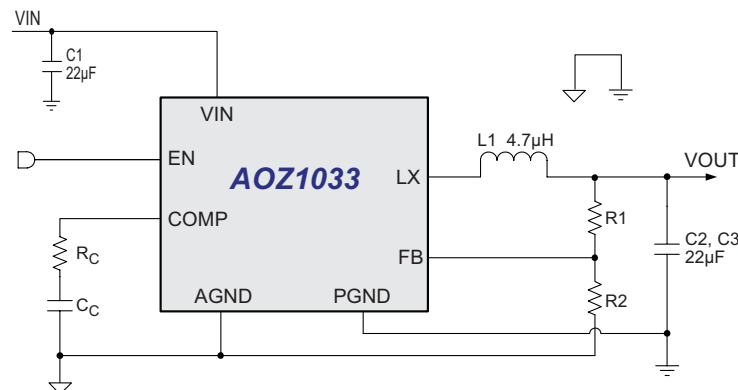 VIN
C1
22µF
VIN
EN
AOZ1033
LX
L1 4.7µH
VOUT
COMP
R1
RC
FB
C2, C3
22µF
CC
AGND
PGND
R2